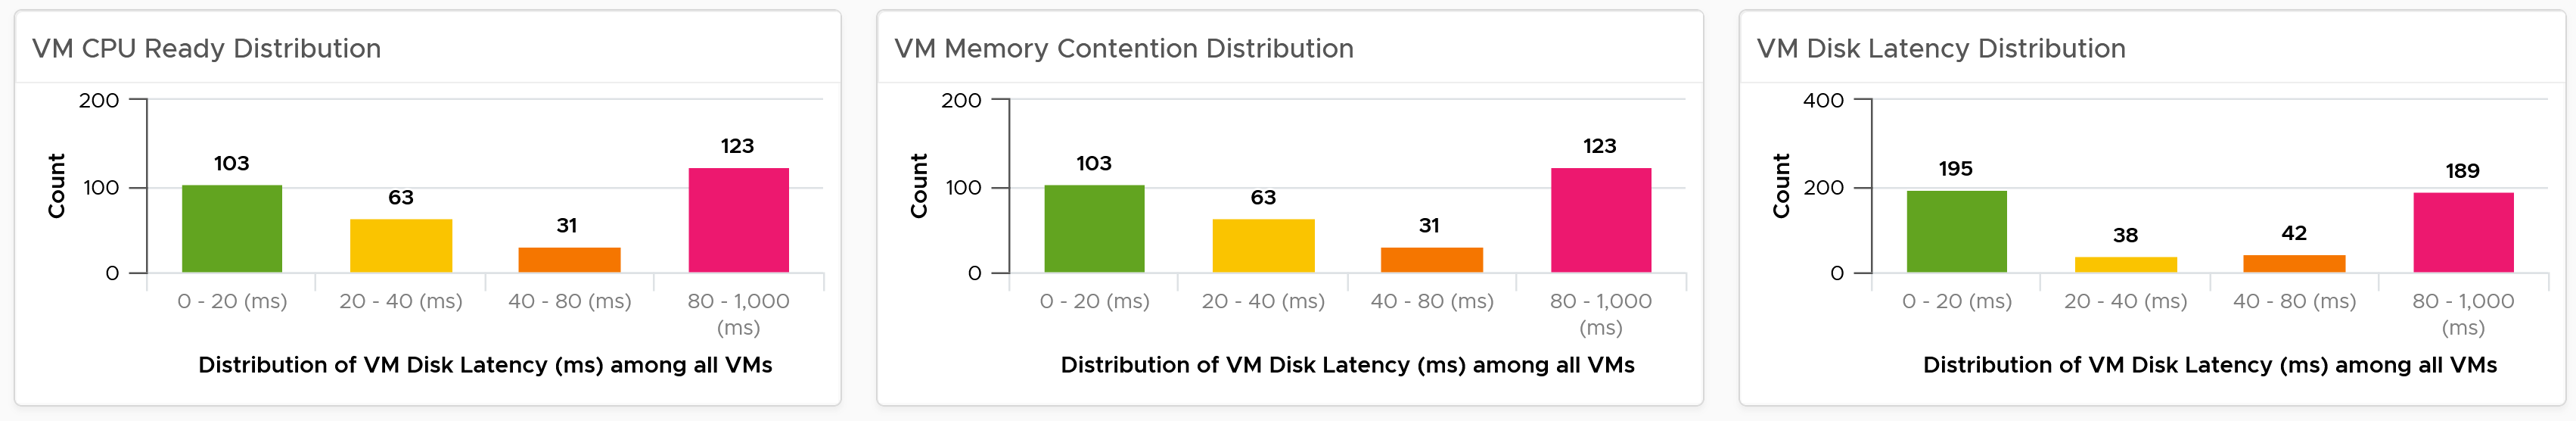 VM CPU Ready Distribution
200
100
0
Count
103
63
31
123
0 - 20 (ms)
20 - 40 (ms)
40 - 80 (ms)
80 - 1,000
(ms)
Distribution of VM Disk Latency (ms) among all VMs
VM Memory Contention Distribution
200
100
0
Count
103
63
31
123
0 - 20 (ms)
20 - 40 (ms)
40 - 80 (ms)
80 - 1,000
(ms)
Distribution of VM Disk Latency (ms) among all VMs
VM Disk Latency Distribution
400
200
0
Count
195
38
42
189
0 - 20 (ms)
20 - 40 (ms)
40 - 80 (ms)
80 - 1,000
(ms)
Distribution of VM Disk Latency (ms) among all VMs